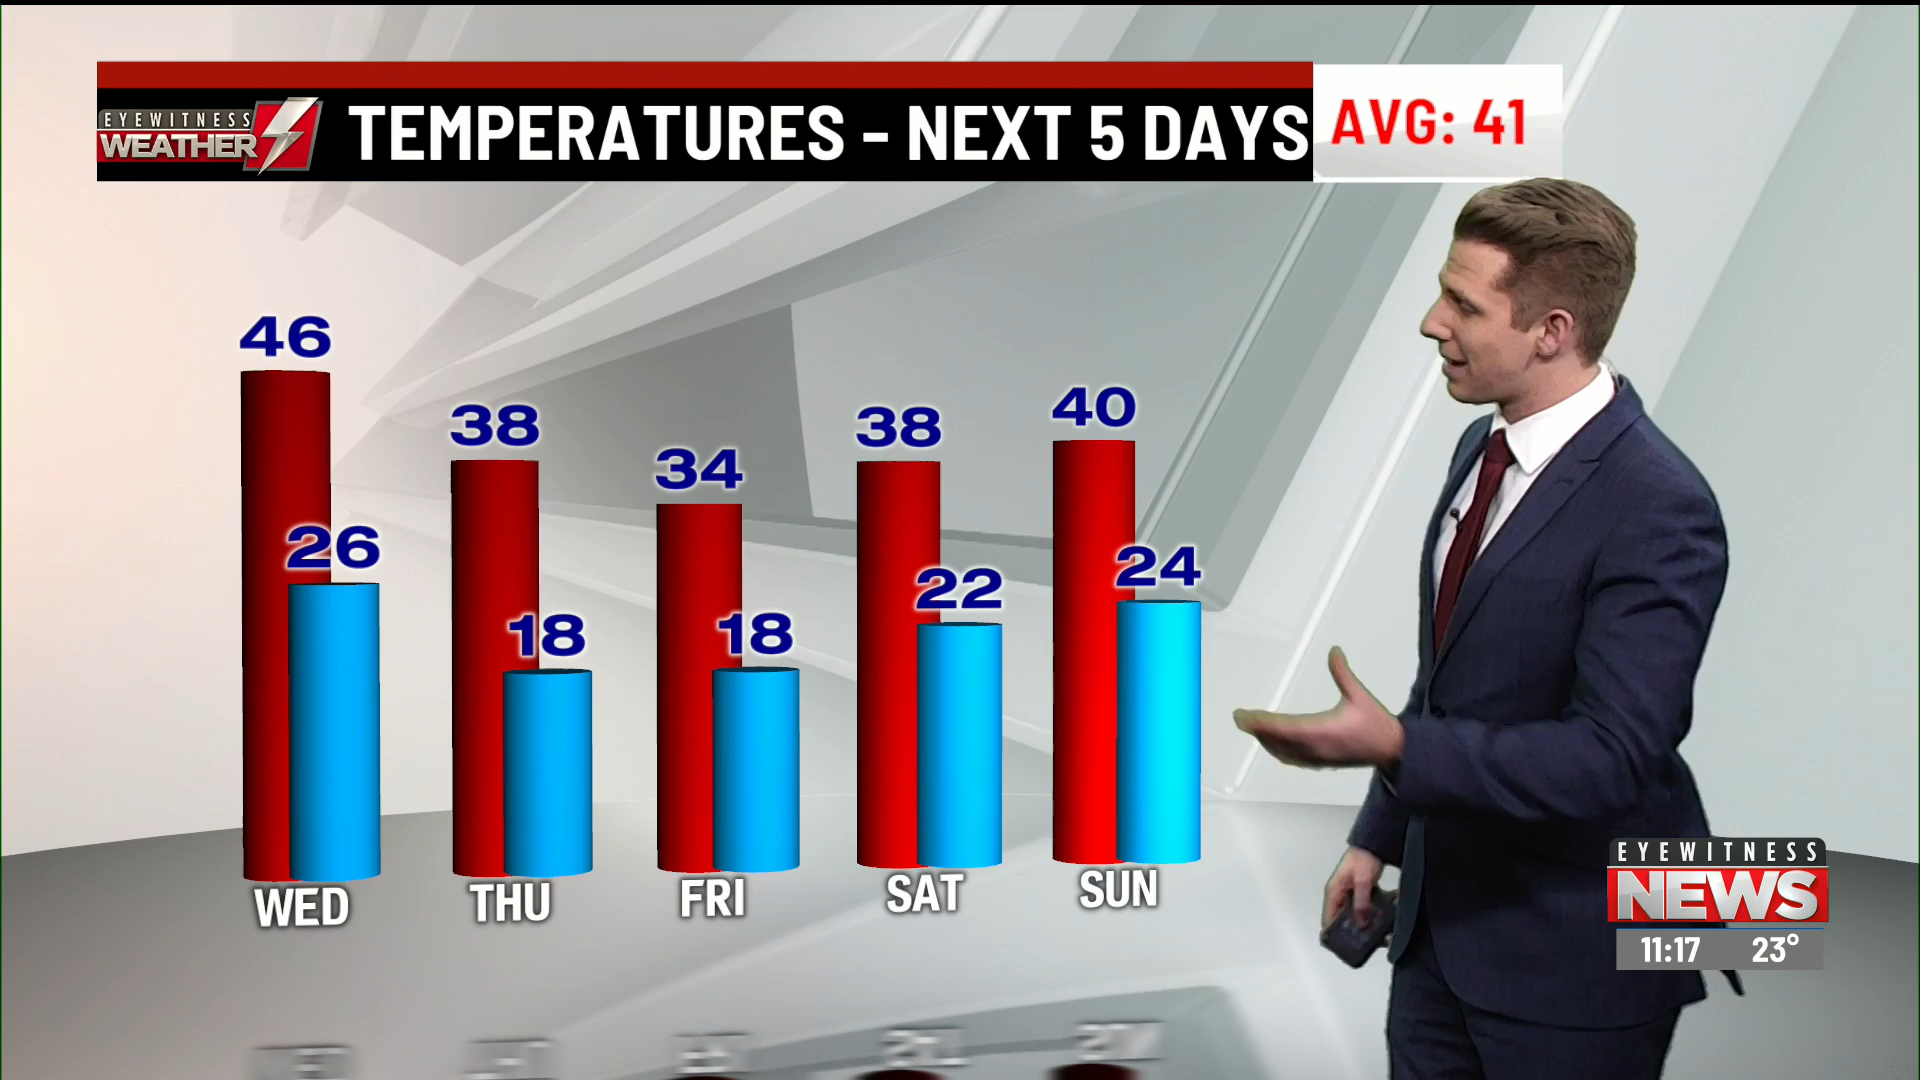 EYEWITNESS
WEATHER
TEMPERATURES - NEXT 5 DAYS
AVG: 41
46
26
38
18
34
18
38
22
40
24
WED
THU
FRI
SAT
SUN
EYEWITNESS
NEWS
11:17 23°